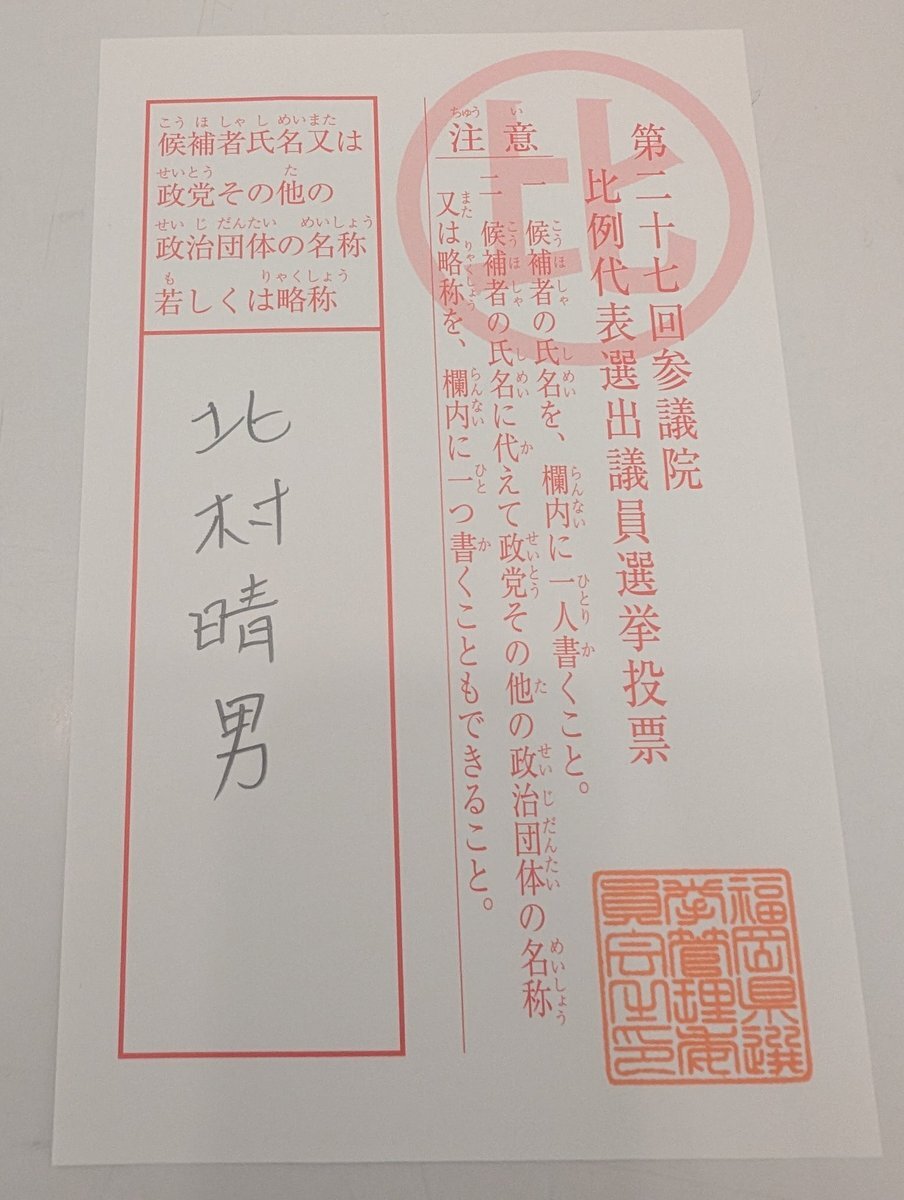 第二十七回参議院
比例代表選出議員選挙投票
比
注意
一 候補者の氏名を、欄内に一人書くこと。
二 候補者の氏名に代えて政党その他の政治団体の名称
又は略称を、欄内に一つ書くこともできること。
候補者氏名又は
政党その他の
政治団体の名称
若しくは略称
北村晴男
福岡県選
挙管理委
員会之印